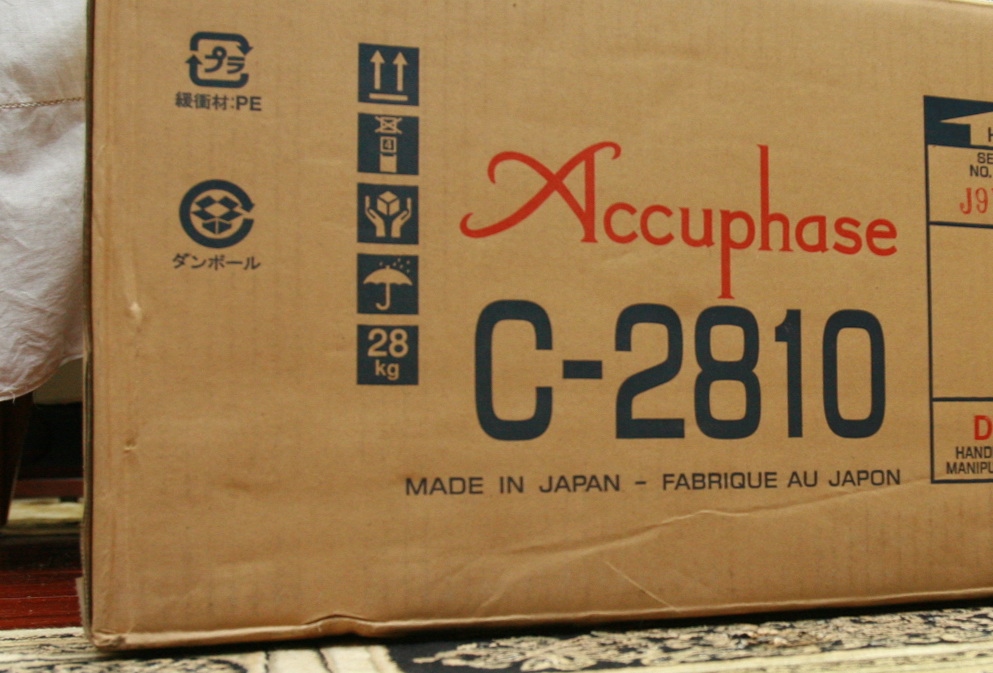 プラ
緩衝材:PE
ダンボール
4
28
kg
Accuphase
C-2810
MADE IN JAPAN - FABRIQUE AU JAPON
NO.